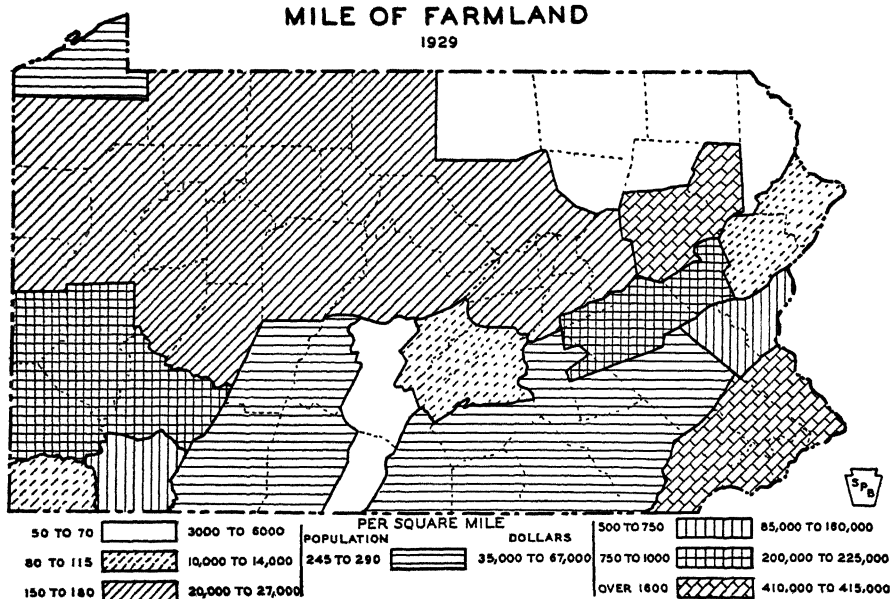 MILE OF FARMLAND
1929
S P B
PER SQUARE MILE
POPULATION DOLLARS
50 TO 70 3000 TO 6000
80 TO 115 10,000 TO 14,000
150 TO 180 20,000 TO 27,000
245 TO 290 35,000 TO 67,000
500 TO 750 85,000 TO 160,000
750 TO 1000 200,000 TO 225,000
OVER 1600 410,000 TO 415,000